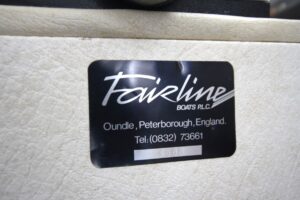 Fairline
BOATS P.L.C.
Oundle, Peterborough, England.
Tel: (0832) 73661